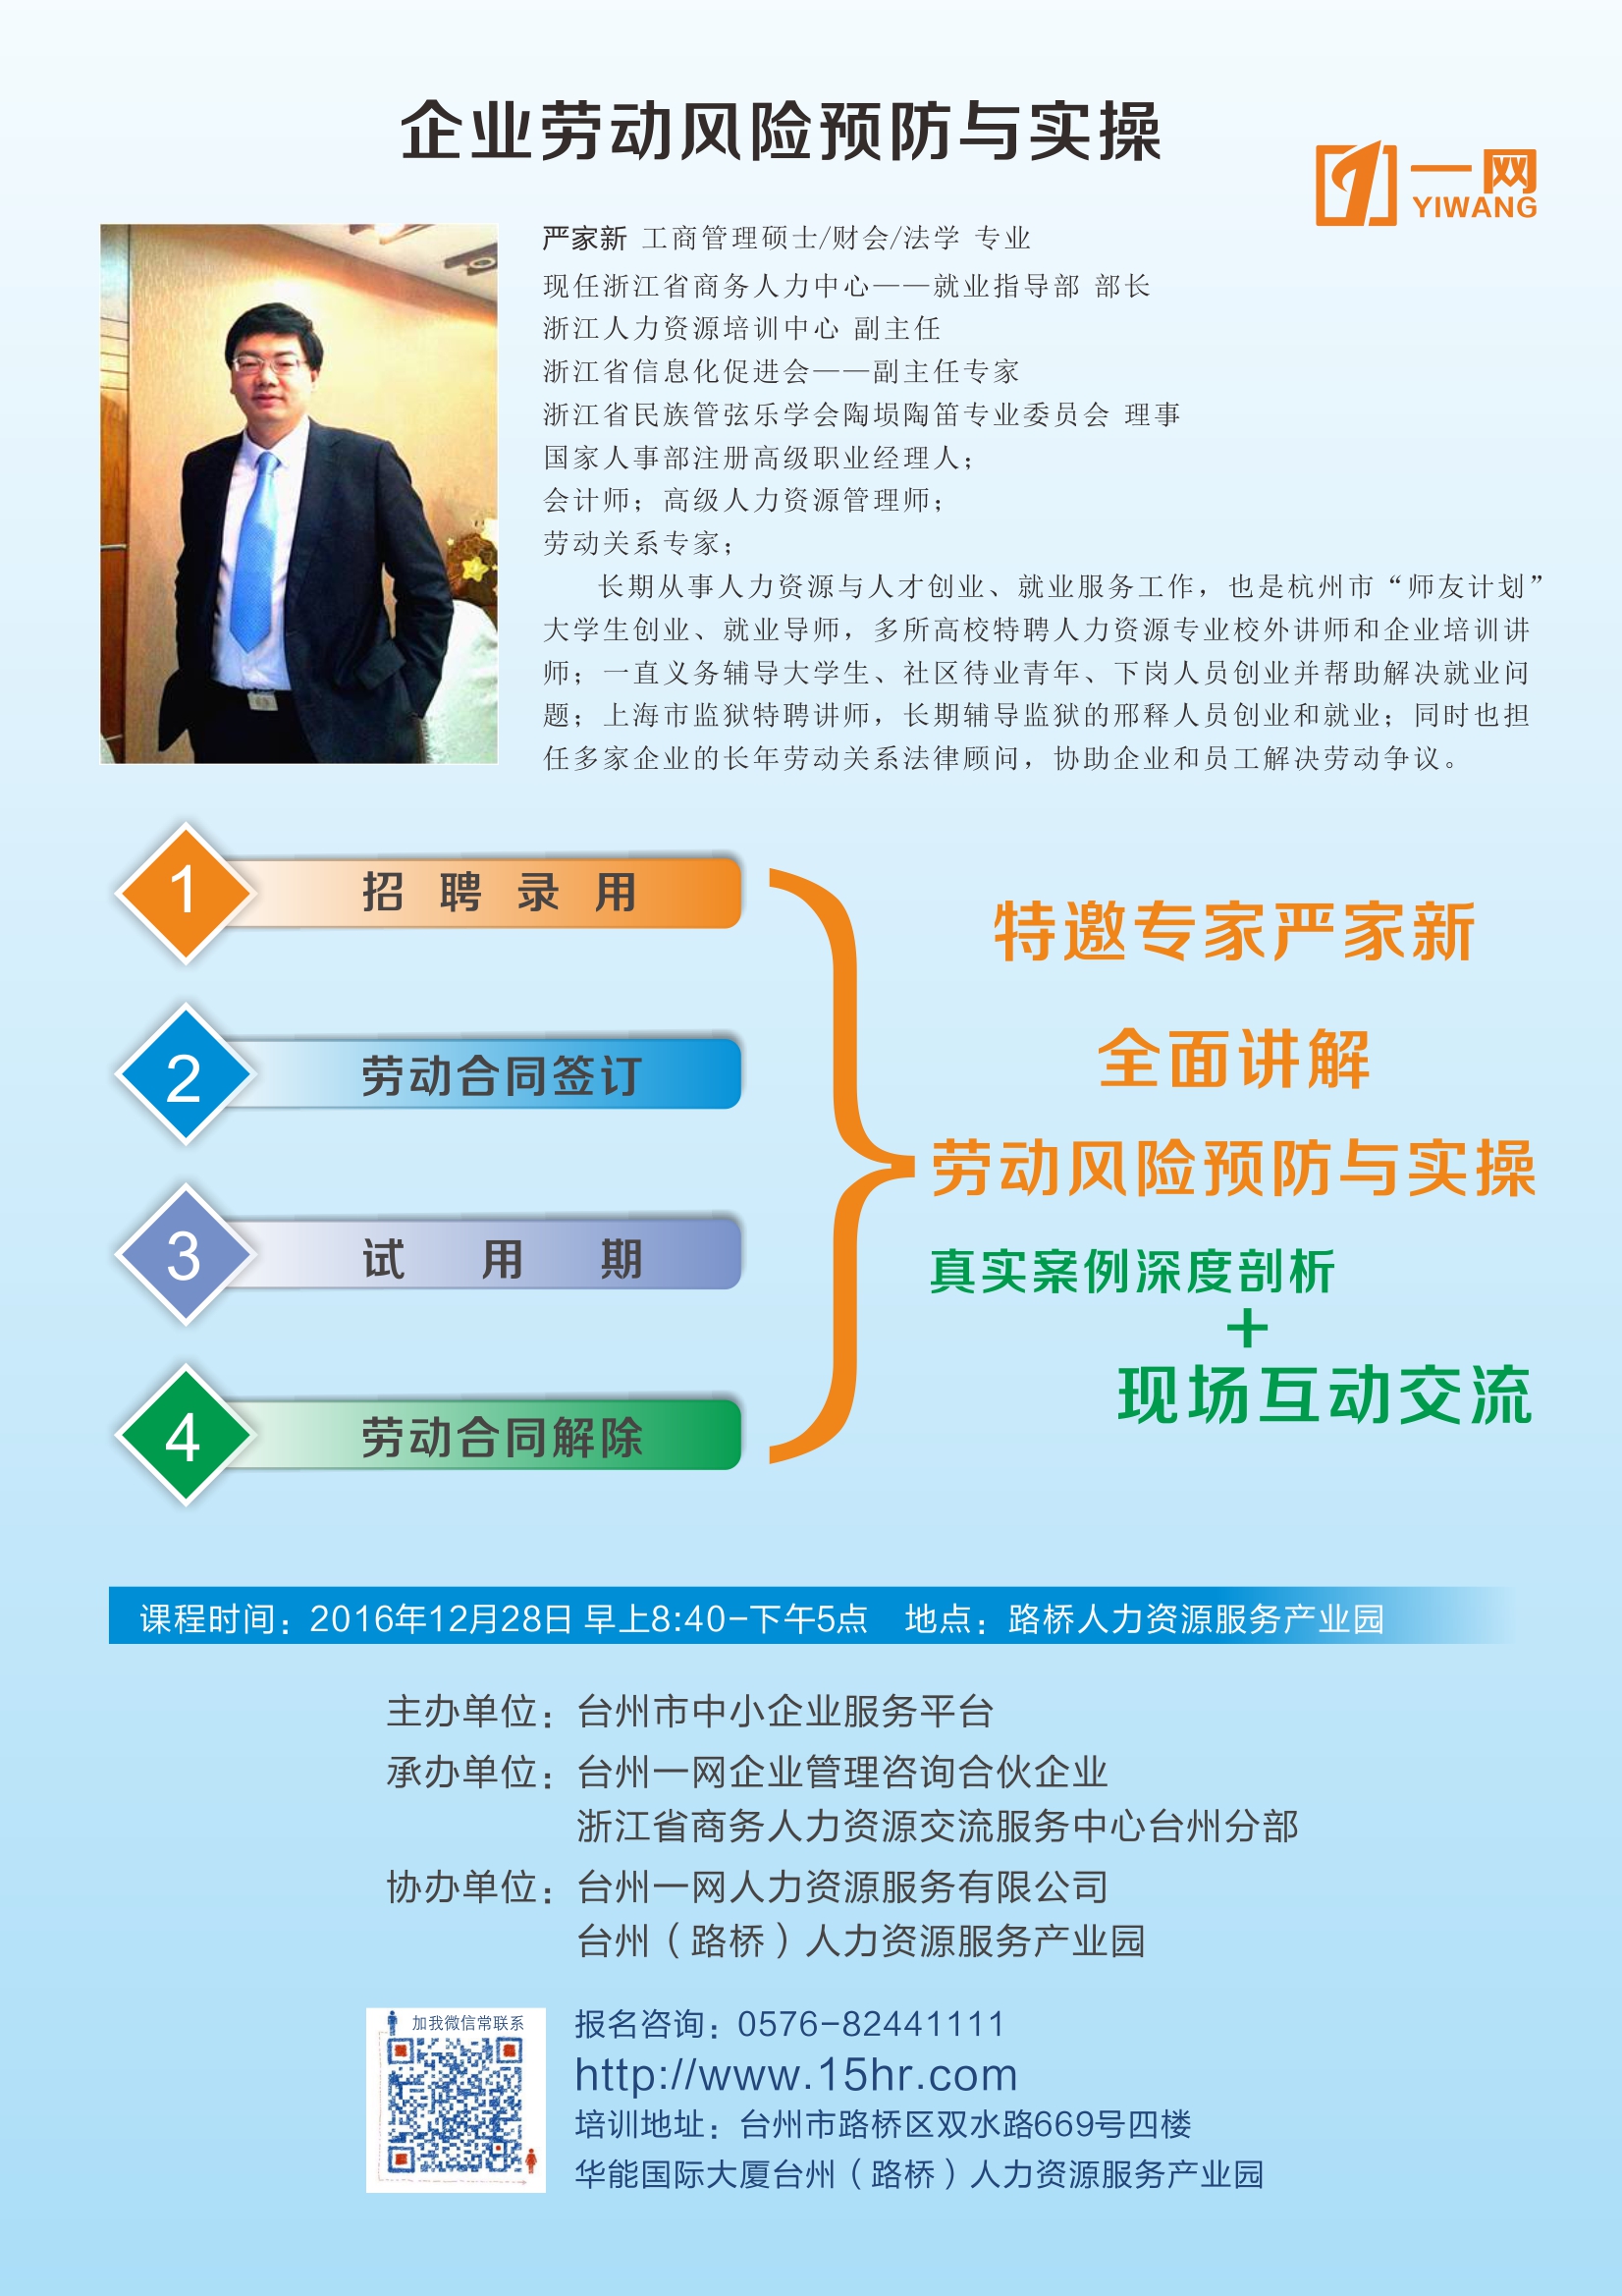 企业劳动风险预防与实操
一网
YIWANG
严家新 工商管理硕士/财会/法学 专业
现任浙江省商务人力中心——就业指导部 部长
浙江人力资源培训中心 副主任
浙江省信息化促进会——副主任专家
浙江省民族管弦乐学会陶埙陶笛专业委员会 理事
国家人事部注册高级职业经理人；
会计师；高级人力资源管理师；
劳动关系专家；
长期从事人力资源与人才创业、就业服务工作，也是杭州市“师友计划”
大学生创业、就业导师，多所高校特聘人力资源专业校外讲师和企业培训讲
师；一直义务辅导大学生、社区待业青年、下岗人员创业并帮助解决就业问
题；上海市监狱特聘讲师，长期辅导监狱的邢释人员创业和就业；同时也担
任多家企业的长年劳动关系法律顾问，协助企业和员工解决劳动争议。
1 招聘录用
2 劳动合同签订
3 试用期
4 劳动合同解除
特邀专家严家新
全面讲解
劳动风险预防与实操
真实案例深度剖析
+
现场互动交流
课程时间：2016年12月28日 早上8:40-下午5点 地点：路桥人力资源服务产业园
主办单位：台州市中小企业服务平台
承办单位：台州一网企业管理咨询合伙企业
浙江省商务人力资源交流服务中心台州分部
协办单位：台州一网人力资源服务有限公司
台州（路桥）人力资源服务产业园
加我微信常联系
报名咨询：0576-82441111
http://www.15hr.com
培训地址：台州市路桥区双水路669号四楼
华能国际大厦台州（路桥）人力资源服务产业园